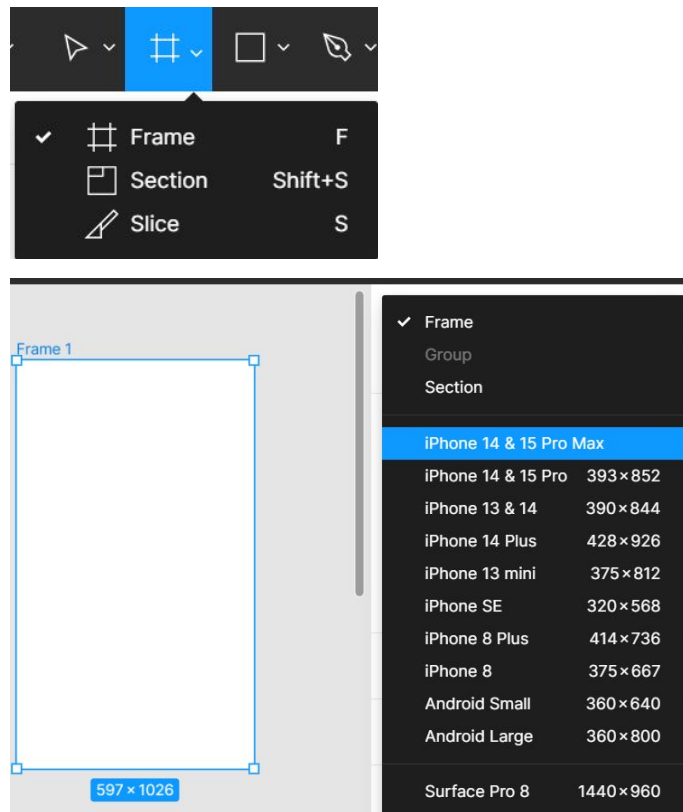 Frame F
Section Shift+S
Slice S
Frame 1
597 × 1026
Frame
Group
Section
iPhone 14 & 15 Pro Max
iPhone 14 & 15 Pro 393×852
iPhone 13 & 14 390×844
iPhone 14 Plus 428×926
iPhone 13 mini 375×812
iPhone SE 320×568
iPhone 8 Plus 414×736
iPhone 8 375×667
Android Small 360×640
Android Large 360×800
Surface Pro 8 1440×960